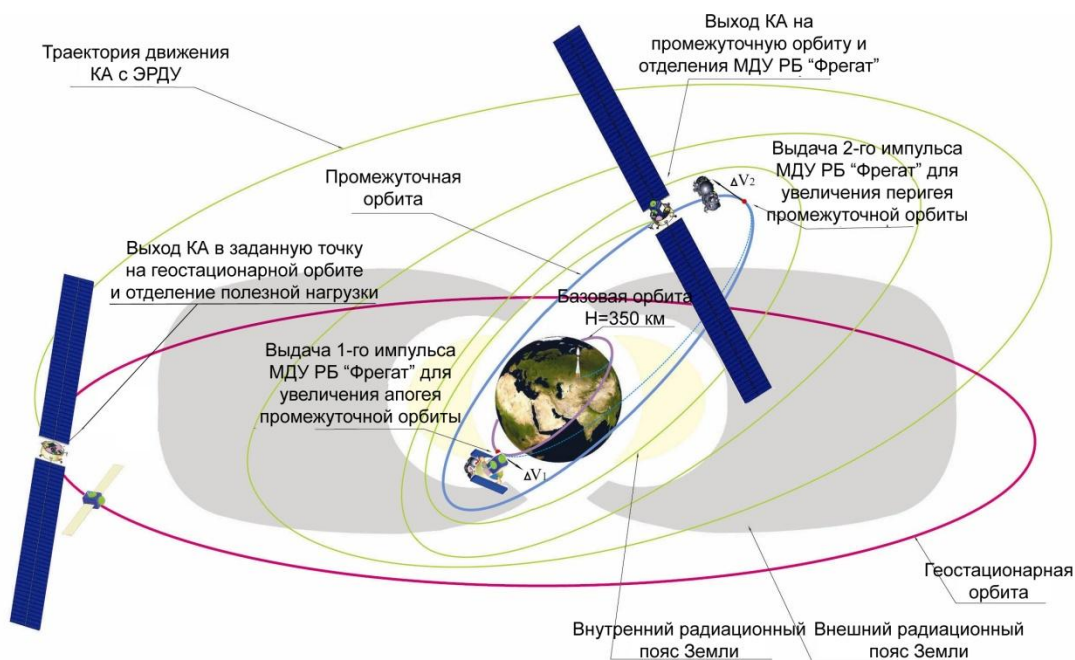 Траектория движения
КА с ЭРДУ
Выход КА на
промежуточную орбиту и
отделения МДУ РБ “Фрегат”
Промежуточная
орбита
ΔV₂
Выдача 2-го импульса
МДУ РБ “Фрегат” для
увеличения перигея
промежуточной орбиты
Выход КА в заданную точку
на геостационарной орбите
и отделение полезной нагрузки
Базовая орбита
H=350 км
Выдача 1-го импульса
МДУ РБ “Фрегат” для
увеличения апогея
промежуточной орбиты
ΔV₁
Геостационарная
орбита
Внутренний радиационный
пояс Земли
Внешний радиационный
пояс Земли